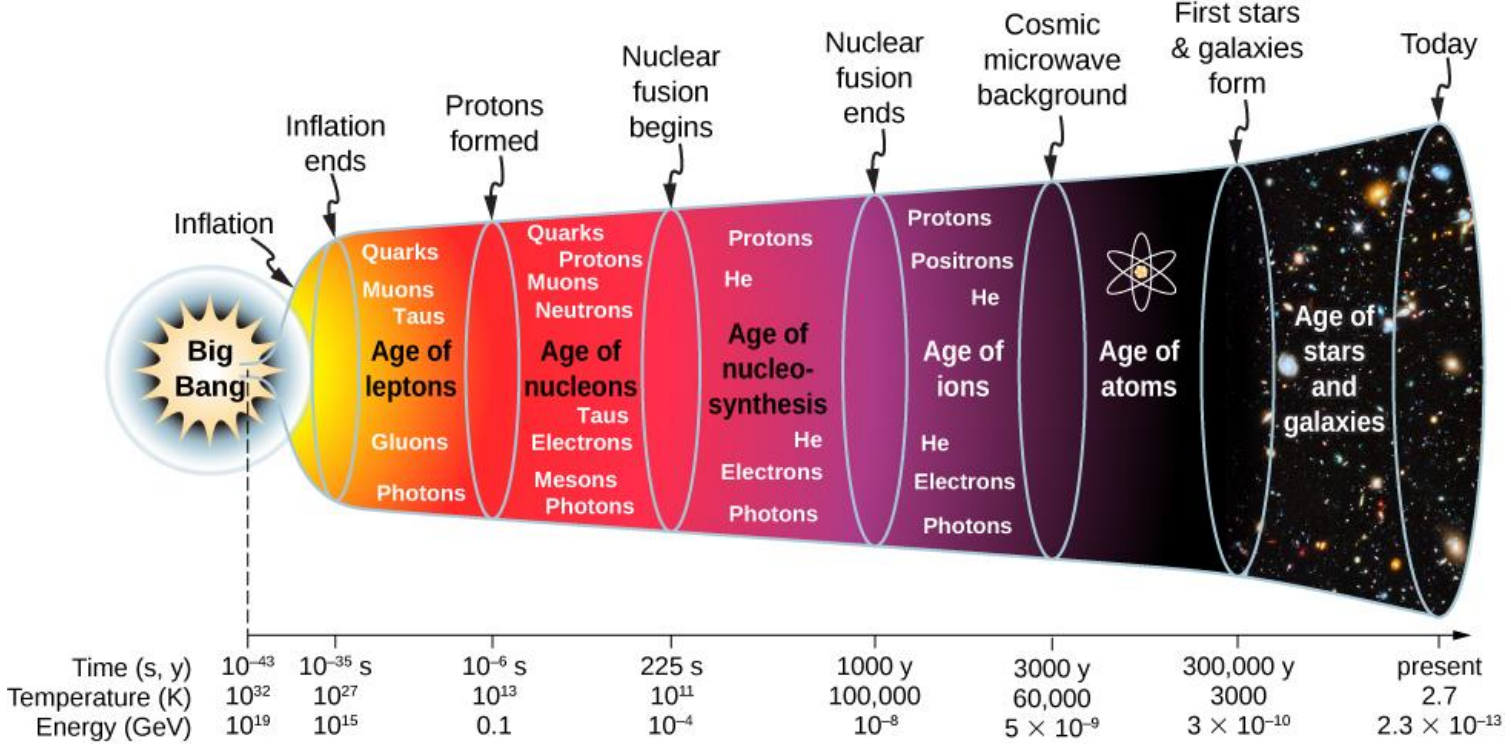 Inflation
Inflation
ends
Protons
formed
Nuclear
fusion
begins
Nuclear
fusion
ends
Cosmic
microwave
background
First stars
& galaxies
form
Today
Big
Bang
Quarks
Muons
Taus
Age of
leptons
Gluons
Photons
Quarks
Protons
Muons
Neutrons
Age of
nucleons
Taus
Electrons
Mesons
Photons
Protons
He
Age of
nucleo-
synthesis
He
Electrons
Photons
Protons
Positrons
He
Age of
ions
He
Electrons
Photons
Age of
atoms
Age of
stars
and
galaxies
Time (s, y) 10⁻⁴³ 10⁻³⁵ s 10⁻⁶ s 225 s 1000 y 3000 y 300,000 y present
Temperature (K) 10³² 10²⁷ 10¹³ 10¹¹ 100,000 60,000 3000 2.7
Energy (GeV) 10¹⁹ 10¹⁵ 0.1 10⁻⁴ 10⁻⁸ 5 × 10⁻⁹ 3 × 10⁻¹⁰ 2.3 × 10⁻¹³